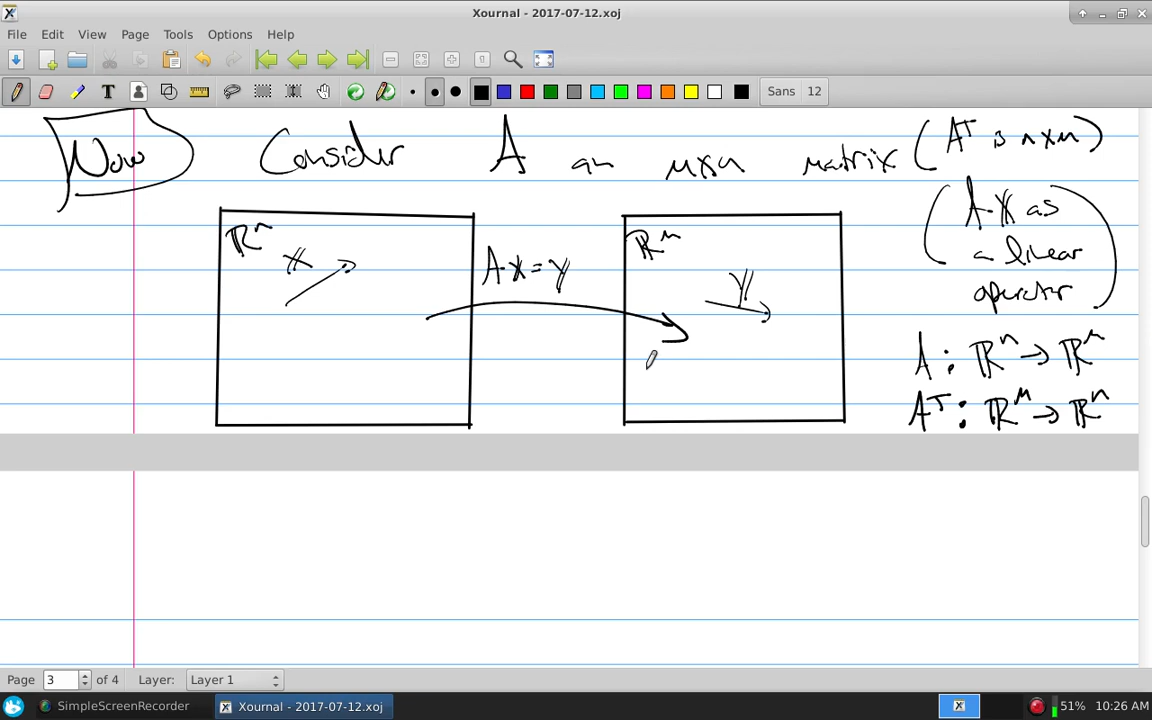 Xournal - 2017-07-12.xoj
File Edit View Page Tools Options Help
Sans 12
Now Consider A an mxn matrix (Aᵀ is nxm)
ℝⁿ
x
A·x=y
ℝᵐ
y
(A·x as
a linear
operator)
A: ℝⁿ → ℝᵐ
Aᵀ: ℝᵐ → ℝⁿ
Page 3 of 4 Layer: Layer 1
SimpleScreenRecorder Xournal - 2017-07-12.xoj 51% 10:26 AM